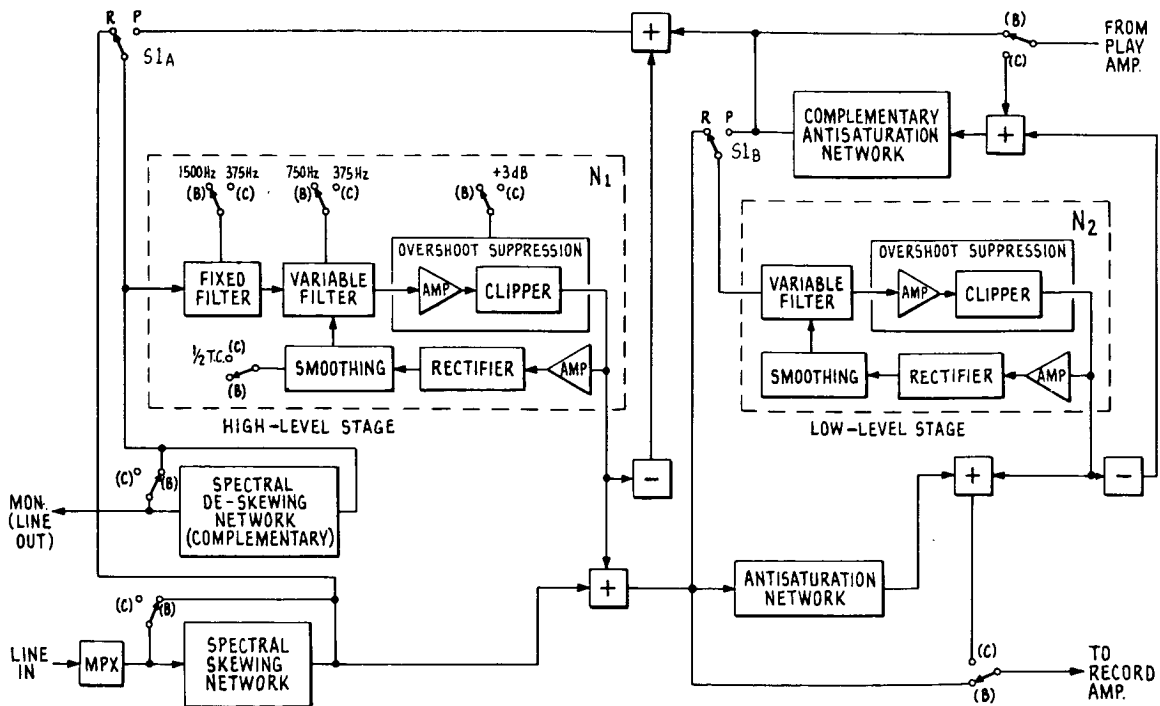 R P
S1A
+
(B)
(C)
FROM
PLAY
AMP.
R P
S1B
COMPLEMENTARY
ANTISATURATION
NETWORK
+
1500Hz 375Hz
(B) (C)
750Hz 375Hz
(B) (C)
+3dB
(B) (C)
N1
OVERSHOOT SUPPRESSION
FIXED
FILTER
VARIABLE
FILTER
AMP
CLIPPER
½ T.C. (C)
(B)
SMOOTHING
RECTIFIER
AMP
HIGH-LEVEL STAGE
N2
OVERSHOOT SUPPRESSION
VARIABLE
FILTER
AMP
CLIPPER
SMOOTHING
RECTIFIER
AMP
LOW-LEVEL STAGE
(C) (B)
MON.
(LINE
OUT)
SPECTRAL
DE-SKEWING
NETWORK
(COMPLEMENTARY)
−
+
−
(C) (B)
LINE
IN
MPX
SPECTRAL
SKEWING
NETWORK
+
ANTISATURATION
NETWORK
(C)
(B)
TO
RECORD
AMP.